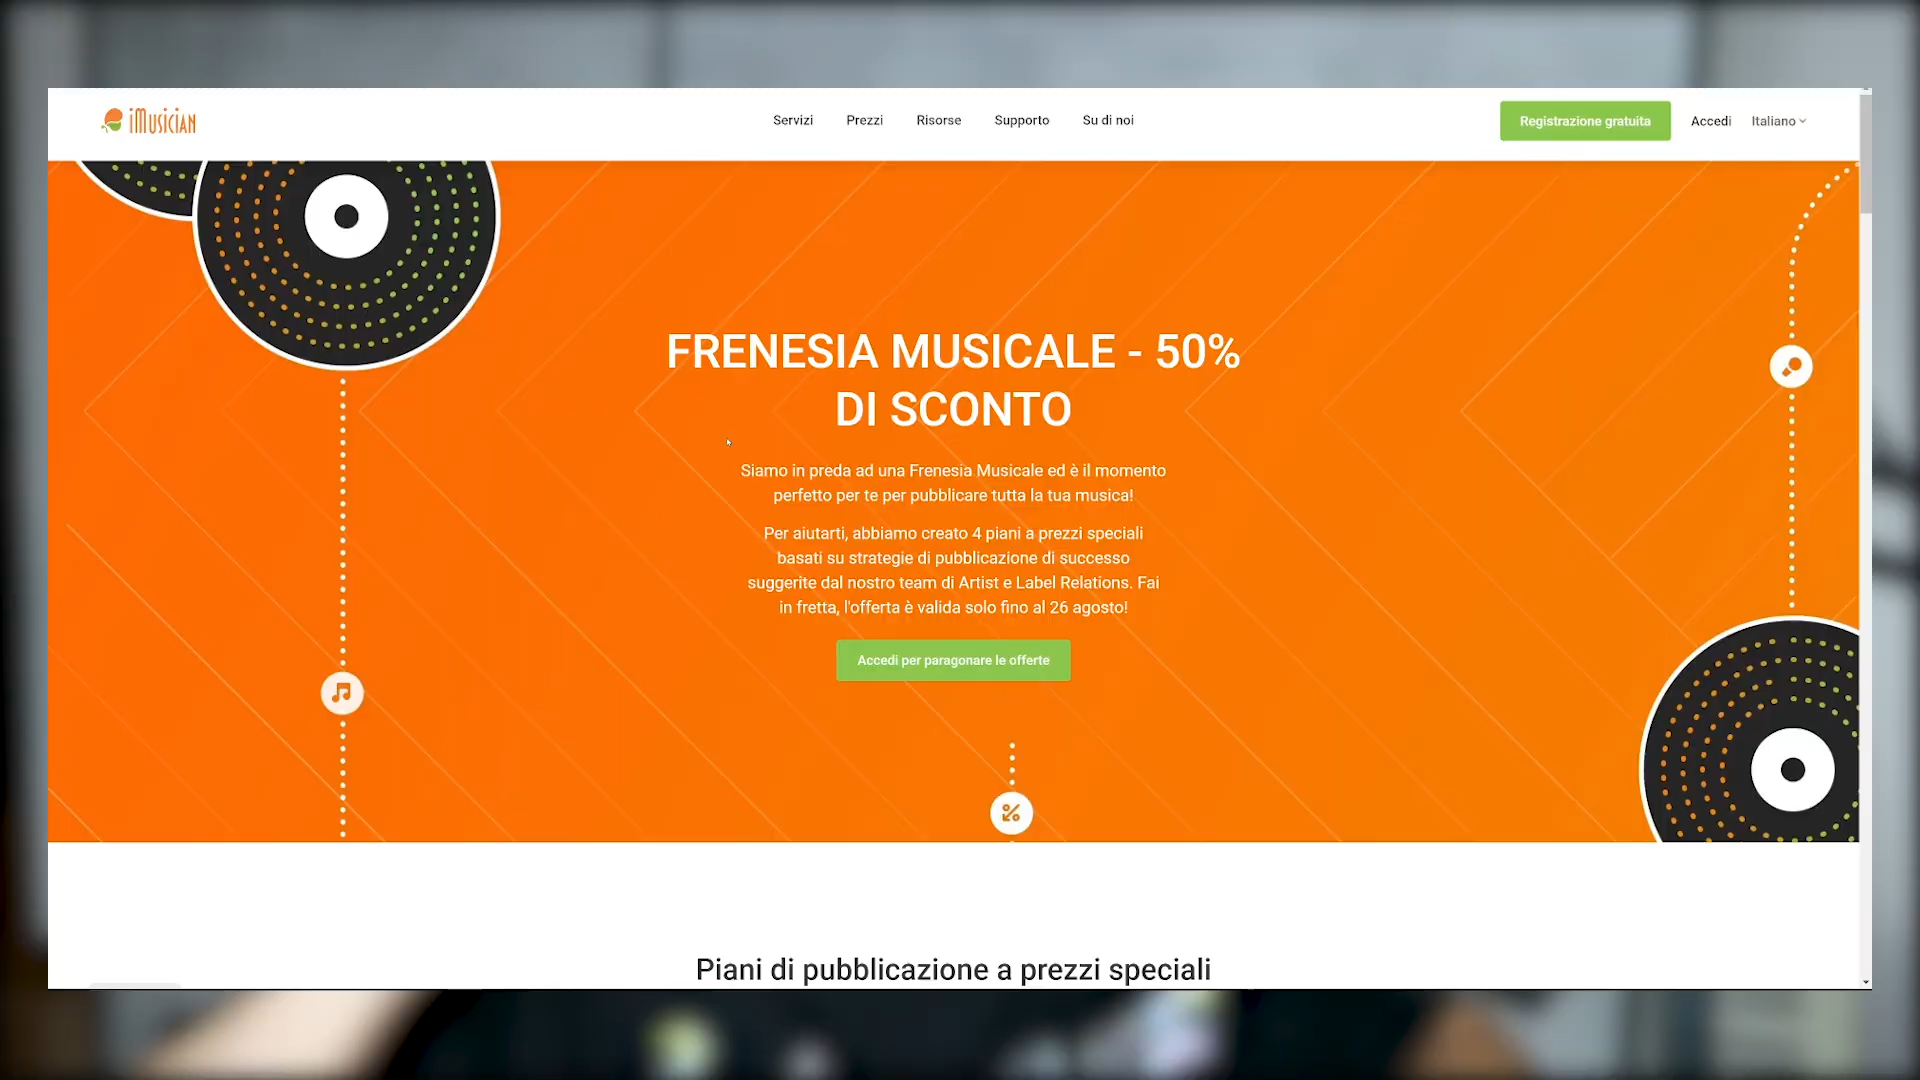 iMusician
Servizi
Prezzi
Risorse
Supporto
Su di noi
Registrazione gratuita
Accedi
Italiano
FRENESIA MUSICALE - 50%
DI SCONTO
Siamo in preda ad una Frenesia Musicale ed è il momento
perfetto per te per pubblicare tutta la tua musica!
Per aiutarti, abbiamo creato 4 piani a prezzi speciali
basati su strategie di pubblicazione di successo
suggerite dal nostro team di Artist e Label Relations. Fai
in fretta, l'offerta è valida solo fino al 26 agosto!
Accedi per paragonare le offerte
Piani di pubblicazione a prezzi speciali